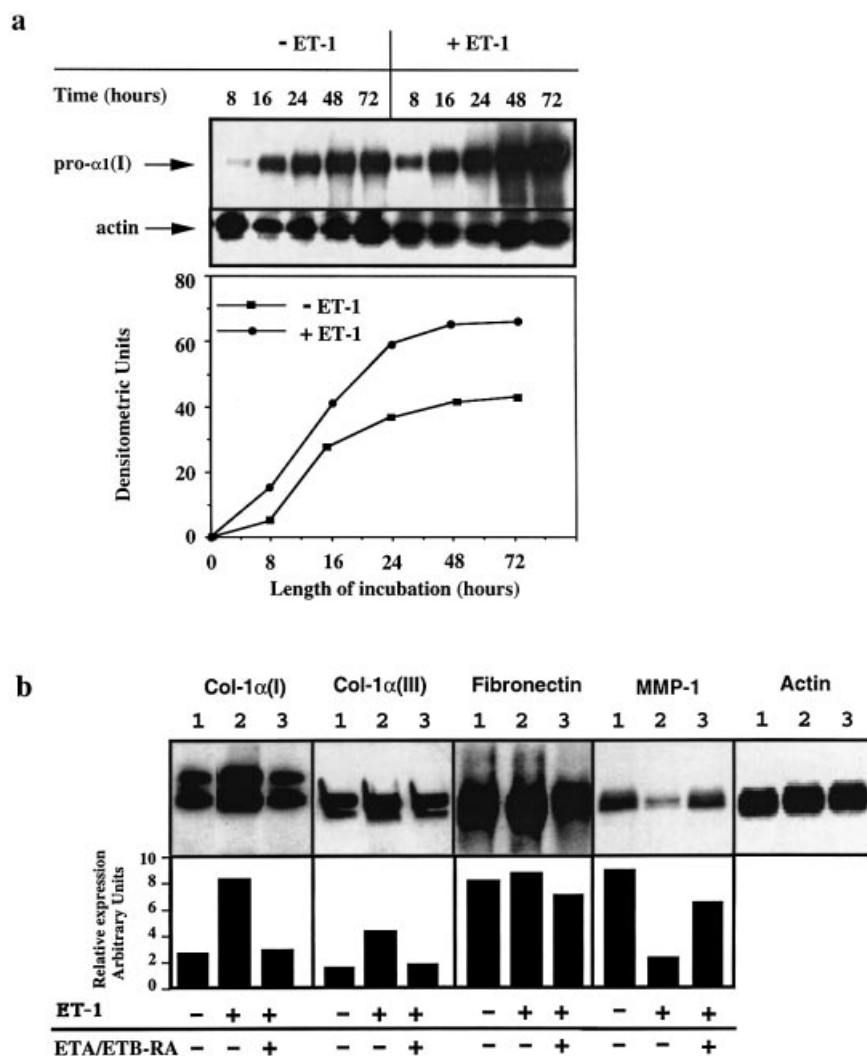 a
- ET-1 + ET-1
Time (hours) 8 16 24 48 72 8 16 24 48 72
pro-α1(I)
actin
80
60
40
20
0
- ET-1
+ ET-1
Densitometric Units
0 8 16 24 48 72
Length of incubation (hours)
b
Col-1α(I) Col-1α(III) Fibronectin MMP-1 Actin
1 2 3 1 2 3 1 2 3 1 2 3 1 2 3
Relative expression
Arbitrary Units
10
8
6
4
2
0
ET-1 - + + - + + - + + - + +
ETA/ETB-RA - - + - - + - - + - - +